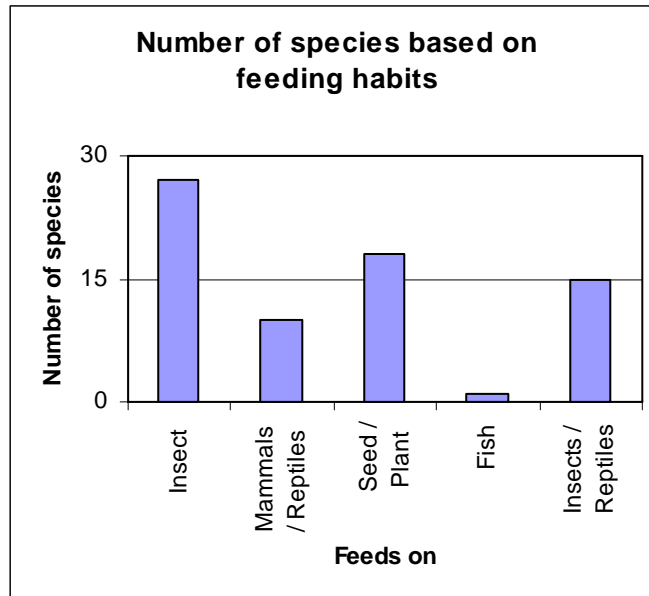 Number of species based on
feeding habits
Number of species
30
15
0
Insect
Mammals
/ Reptiles
Seed /
Plant
Fish
Insects /
Reptiles
Feeds on